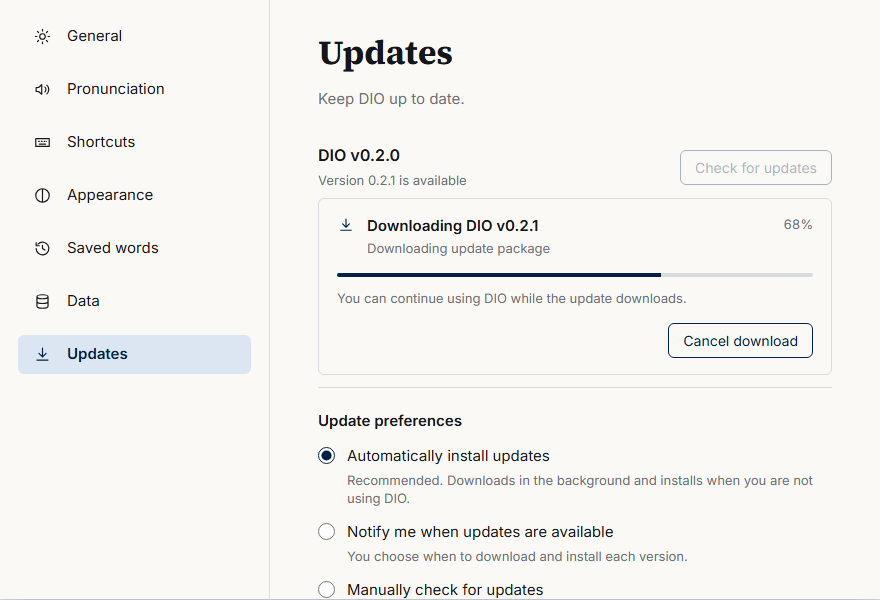 General
Pronunciation
Shortcuts
Appearance
Saved words
Data
Updates
Updates
Keep DIO up to date.
DIO v0.2.0
Version 0.2.1 is available
Check for updates
Downloading DIO v0.2.1
68%
Downloading update package
You can continue using DIO while the update downloads.
Cancel download
Update preferences
Automatically install updates
Recommended. Downloads in the background and installs when you are not
using DIO.
Notify me when updates are available
You choose when to download and install each version.
Manually check for updates